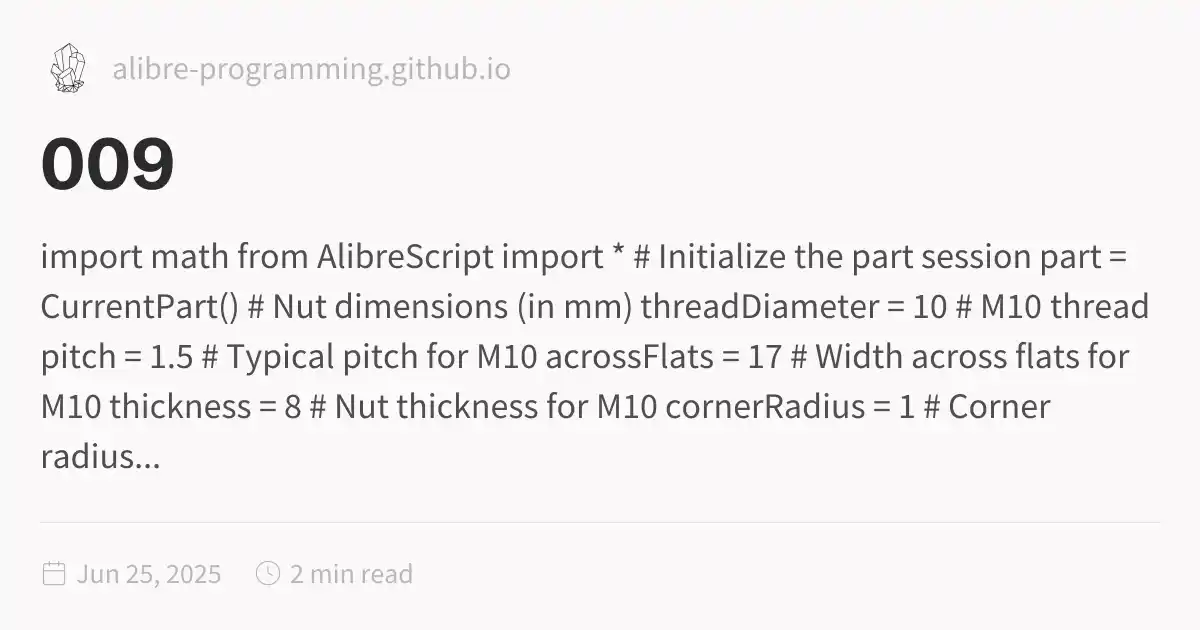 alibre-programming.github.io
009
import math from AlibreScript import * # Initialize the part session part =
CurrentPart() # Nut dimensions (in mm) threadDiameter = 10 # M10 thread
pitch = 1.5 # Typical pitch for M10 acrossFlats = 17 # Width across flats for
M10 thickness = 8 # Nut thickness for M10 cornerRadius = 1 # Corner
radius...
Jun 25, 2025 2 min read